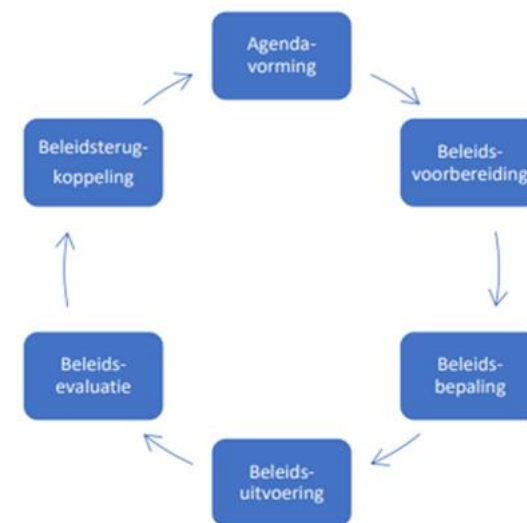 Agenda-
vorming
Beleids-
voorbereiding
Beleids-
bepaling
Beleids-
uitvoering
Beleids-
evaluatie
Beleidsterug-
koppeling